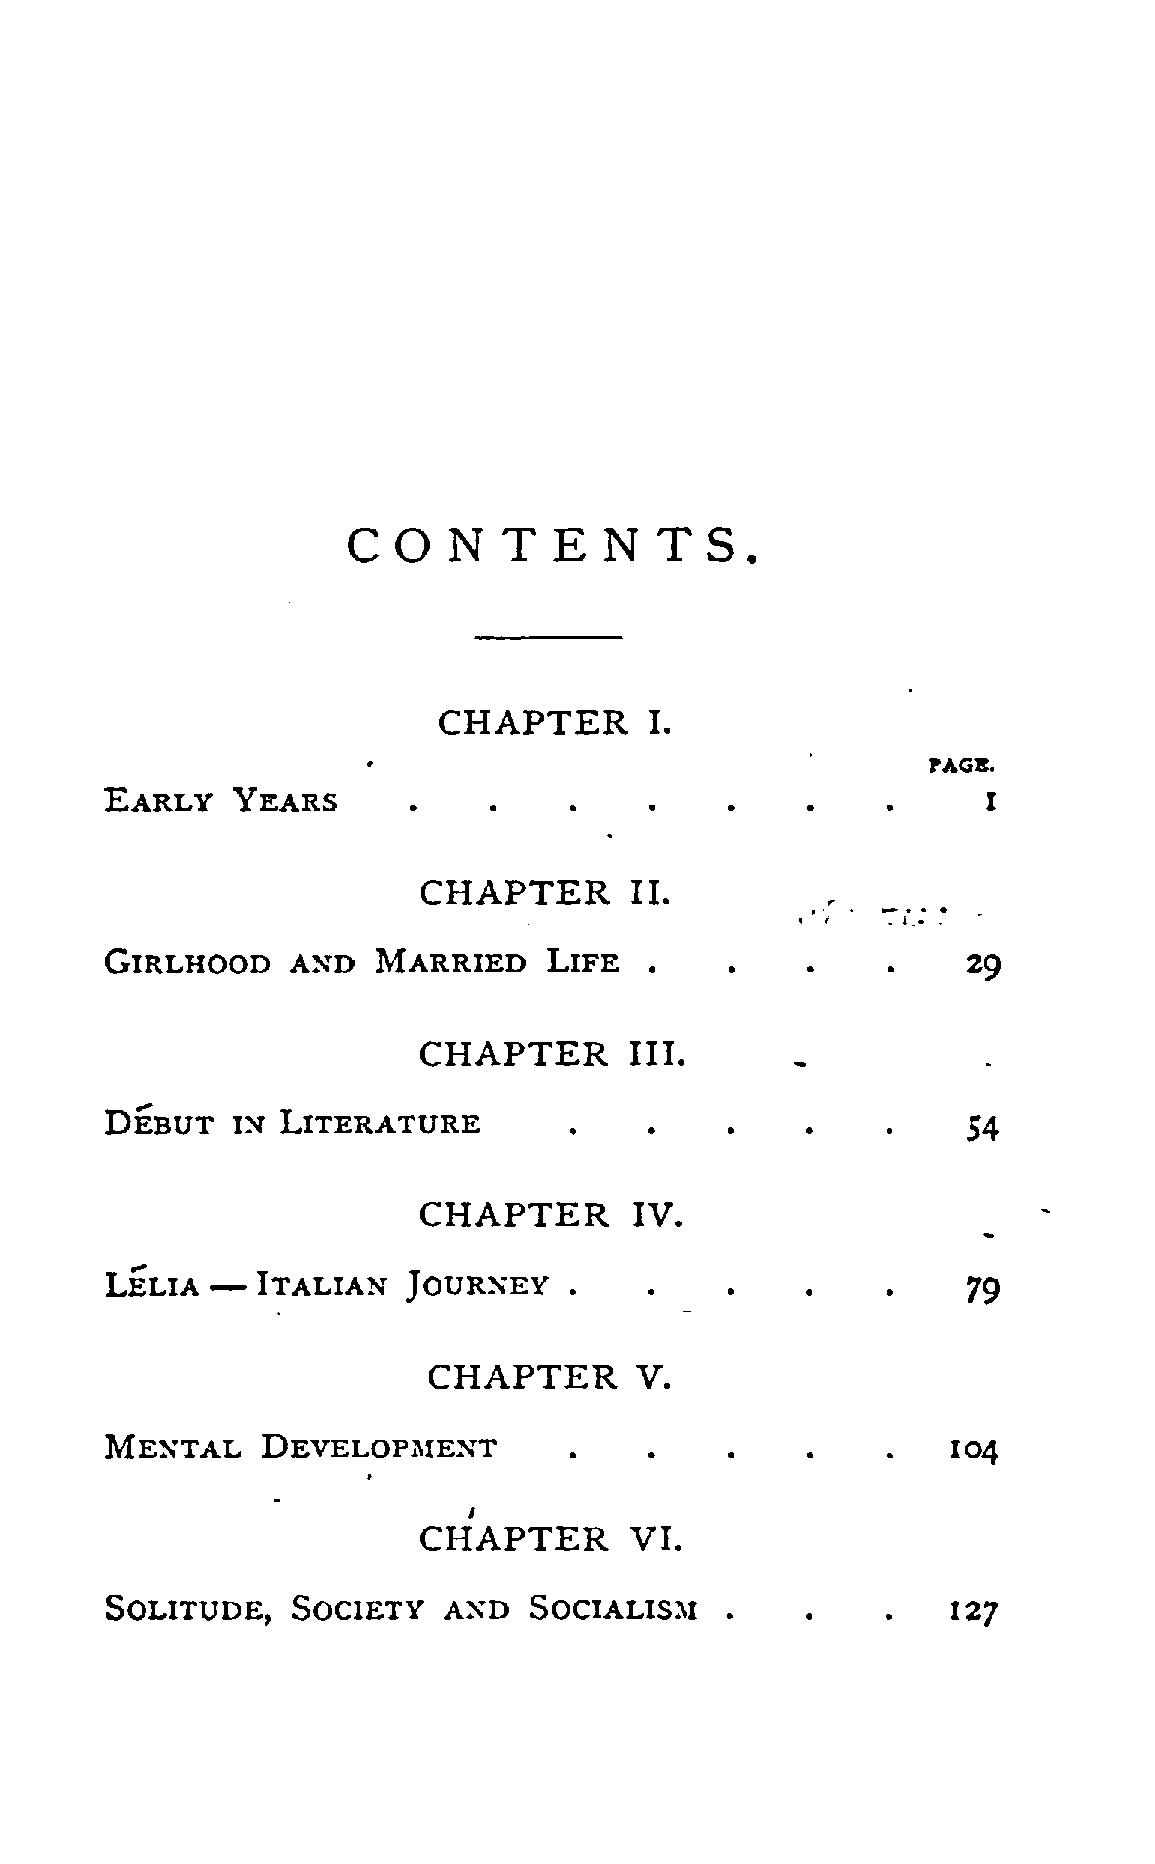 CONTENTS.
CHAPTER I.
PAGE.
EARLY YEARS . . . . . . . 1
CHAPTER II.
GIRLHOOD AND MARRIED LIFE . . . . 29
CHAPTER III.
DÉBUT IN LITERATURE . . . . . 54
CHAPTER IV.
LÉLIA — ITALIAN JOURNEY . . . . . 79
CHAPTER V.
MENTAL DEVELOPMENT . . . . . 104
CHAPTER VI.
SOLITUDE, SOCIETY AND SOCIALISM . . . 127